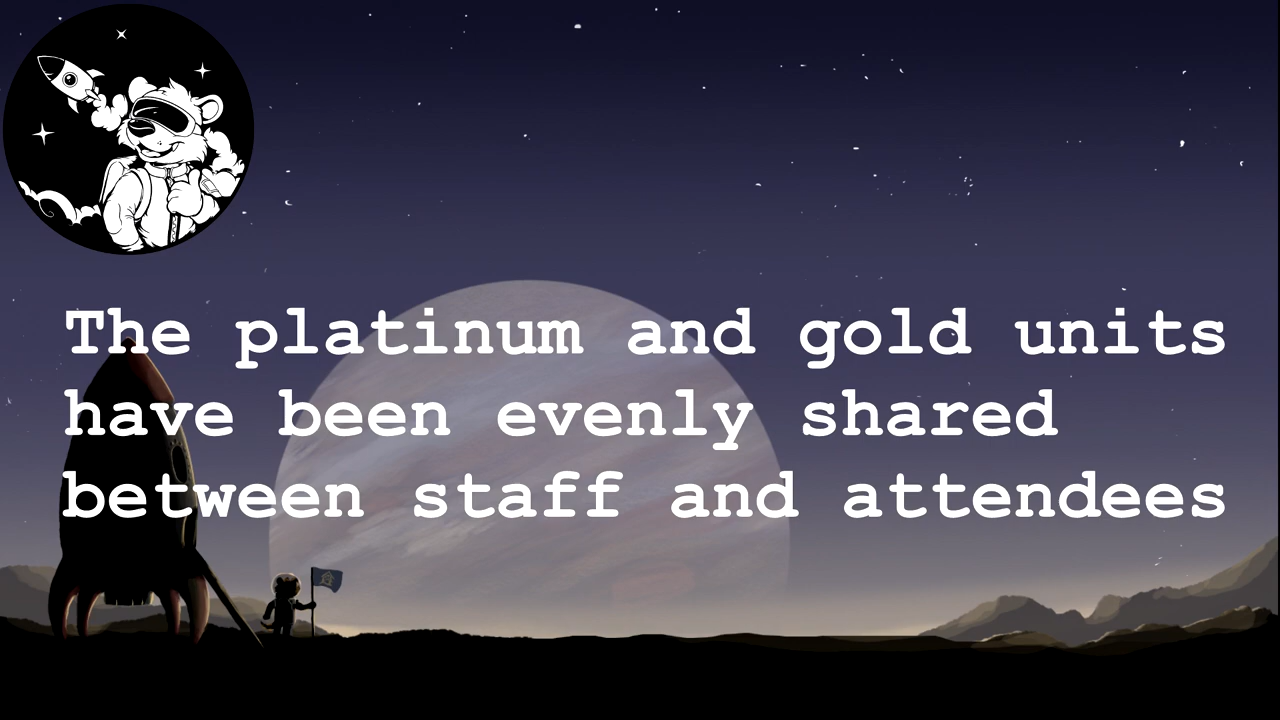 The platinum and gold units
have been evenly shared
between staff and attendees